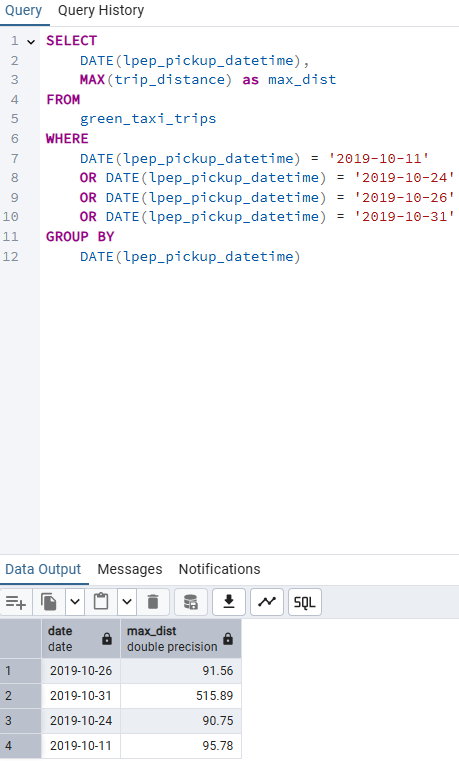 Query Query History
1 SELECT
2 DATE(lpep_pickup_datetime),
3 MAX(trip_distance) as max_dist
4 FROM
5 green_taxi_trips
6 WHERE
7 DATE(lpep_pickup_datetime) = '2019-10-11'
8 OR DATE(lpep_pickup_datetime) = '2019-10-24'
9 OR DATE(lpep_pickup_datetime) = '2019-10-26'
10 OR DATE(lpep_pickup_datetime) = '2019-10-31'
11 GROUP BY
12 DATE(lpep_pickup_datetime)
Data Output Messages Notifications
SQL
date max_dist
date double precision
1 2019-10-26 91.56
2 2019-10-31 515.89
3 2019-10-24 90.75
4 2019-10-11 95.78